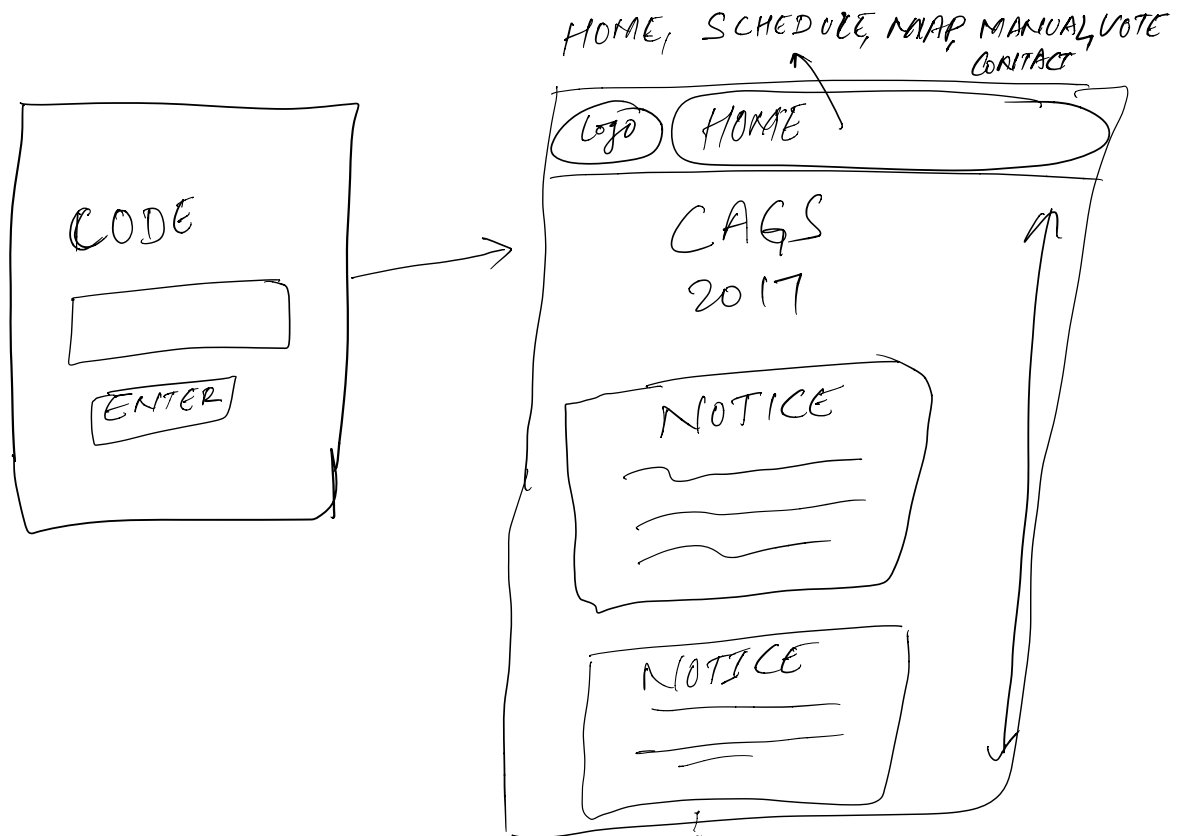 HOME, SCHEDULE, MAP, MANUAL, VOTE
CONTACT
CODE
ENTER
Logo
HOME
CAGS
2017
NOTICE
NOTICE